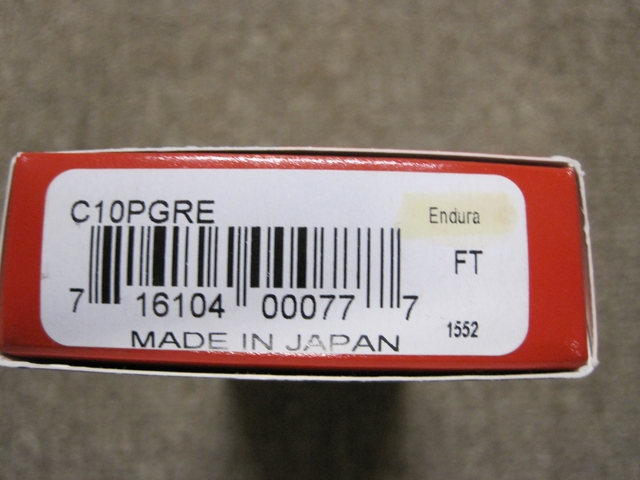 C10PGRE
Endura
FT
7 16104 00077 7
1552
MADE IN JAPAN